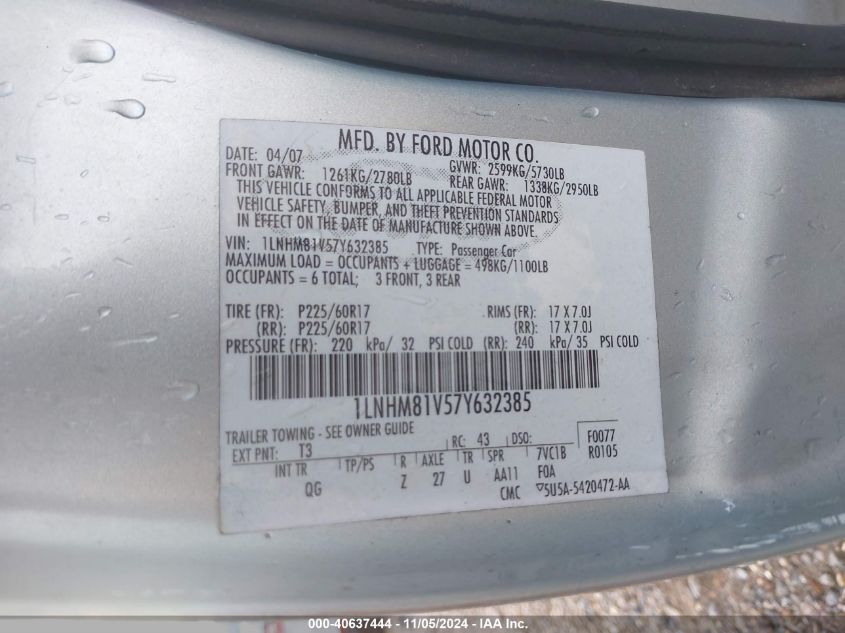 MFD. BY FORD MOTOR CO.
DATE: 04/07 GVWR: 2599KG/5730LB
FRONT GAWR: 1261KG/2780LB REAR GAWR: 1338KG/2950LB
THIS VEHICLE CONFORMS TO ALL APPLICABLE FEDERAL MOTOR
VEHICLE SAFETY, BUMPER, AND THEFT PREVENTION STANDARDS
IN EFFECT ON THE DATE OF MANUFACTURE SHOWN ABOVE.
VIN: 1LNHM81V57Y632385 TYPE: Passenger Car
MAXIMUM LOAD = OCCUPANTS + LUGGAGE = 498KG/1100LB
OCCUPANTS = 6 TOTAL; 3 FRONT, 3 REAR
TIRE (FR): P225/60R17 RIMS (FR): 17 X 7.0J
(RR): P225/60R17 (RR): 17 X 7.0J
PRESSURE (FR): 220 kPa/ 32 PSI COLD (RR): 240 kPa/ 35 PSI COLD
1LNHM81V57Y632385
TRAILER TOWING - SEE OWNER GUIDE
EXT PNT: T3 RC: 43 DSO: F0077
R0105
INT TR TP/PS R AXLE TR SPR 7VC1B
QG Z 27 U AA11 F0A
CMC ▽5U5A-5420472-AA
000-40637444 - 11/05/2024 - IAA Inc.